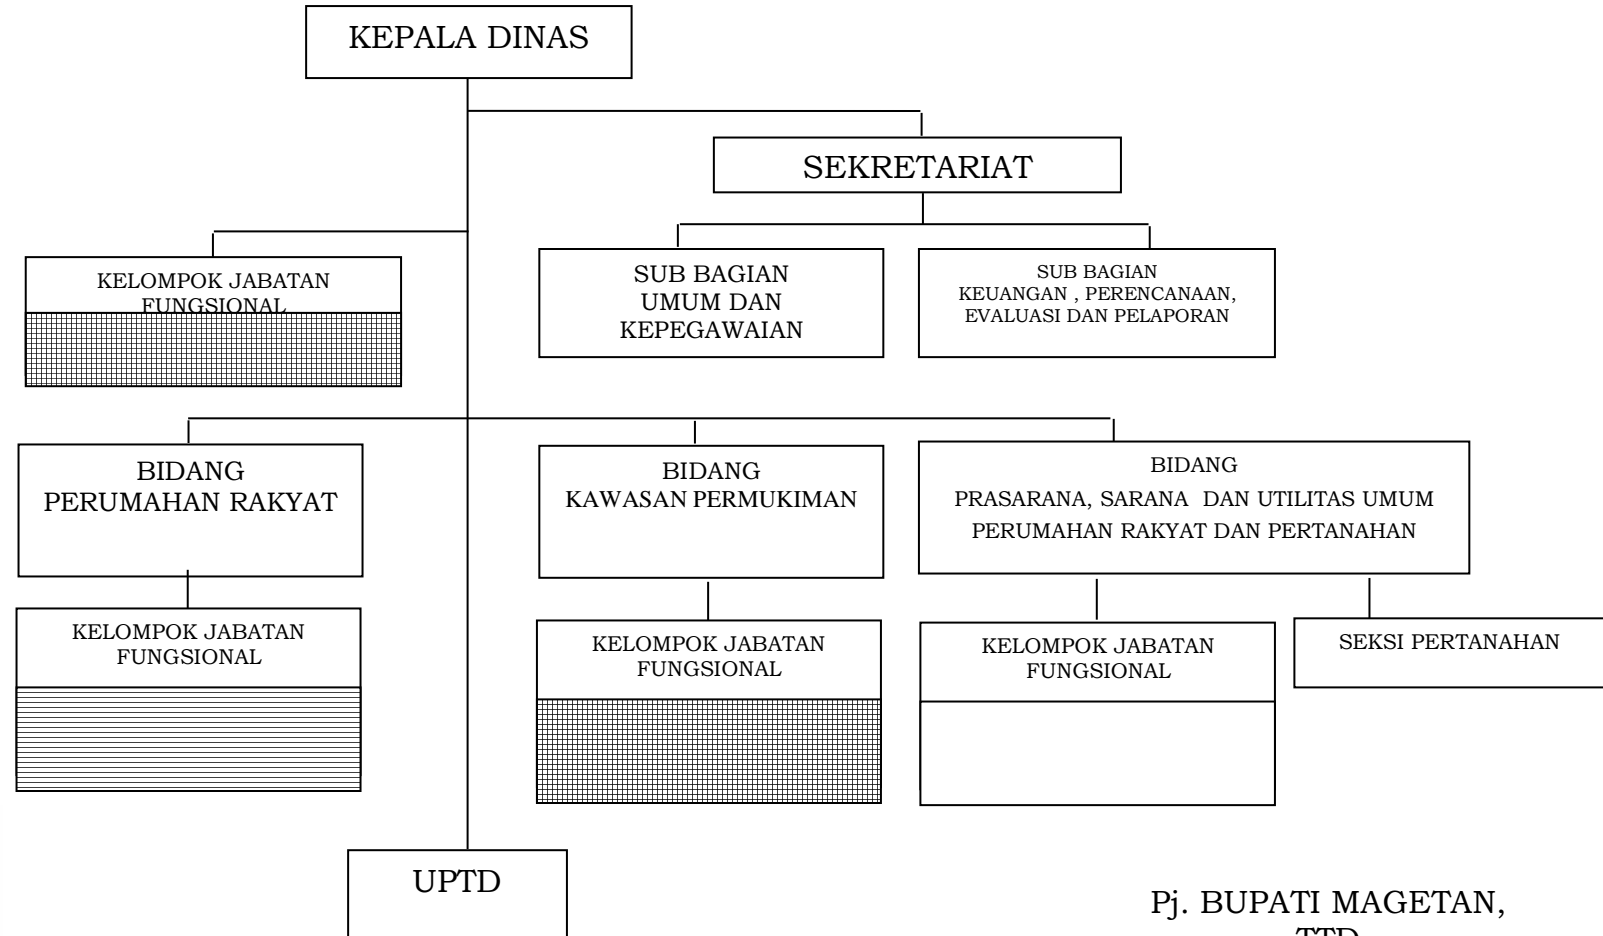 KEPALA DINAS
SEKRETARIAT
KELOMPOK JABATAN
FUNGSIONAL
SUB BAGIAN
UMUM DAN
KEPEGAWAIAN
SUB BAGIAN
KEUANGAN , PERENCANAAN,
EVALUASI DAN PELAPORAN
BIDANG
PERUMAHAN RAKYAT
BIDANG
KAWASAN PERMUKIMAN
BIDANG
PRASARANA, SARANA DAN UTILITAS UMUM
PERUMAHAN RAKYAT DAN PERTANAHAN
KELOMPOK JABATAN
FUNGSIONAL
KELOMPOK JABATAN
FUNGSIONAL
KELOMPOK JABATAN
FUNGSIONAL
SEKSI PERTANAHAN
UPTD
Pj. BUPATI MAGETAN,
TTD